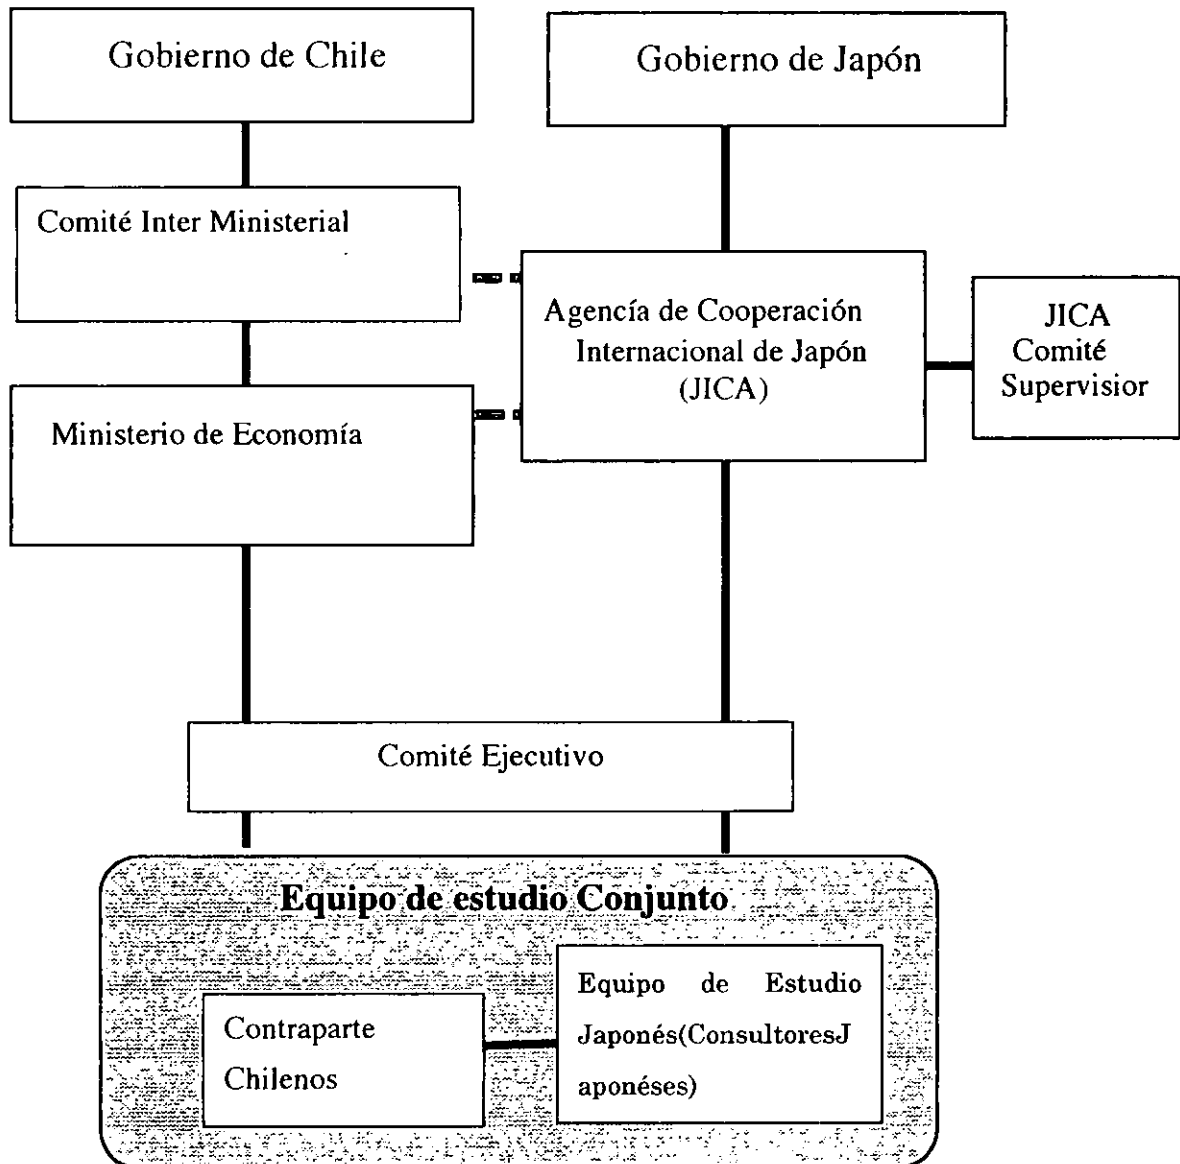 Gobierno de Chile
Gobierno de Japón
Comité Inter Ministerial
Agencía de Cooperación
Internacional de Japón
(JICA)
JICA
Comité
Supervisior
Ministerio de Economía
Comité Ejecutivo
Equipo de estudio Conjunto
Contraparte
Chilenos
Equipo de Estudio
Japonés(ConsultoresJ
aponéses)